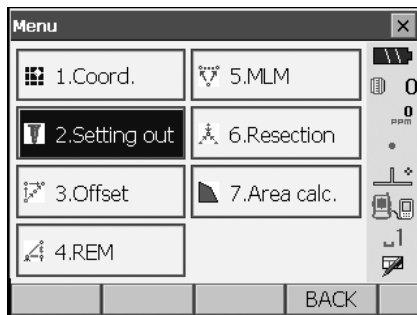 Menu
1.Coord.
2.Setting out
3.Offset
4.REM
5.MLM
6.Resection
7.Area calc.
0
0
PPM
1
BACK